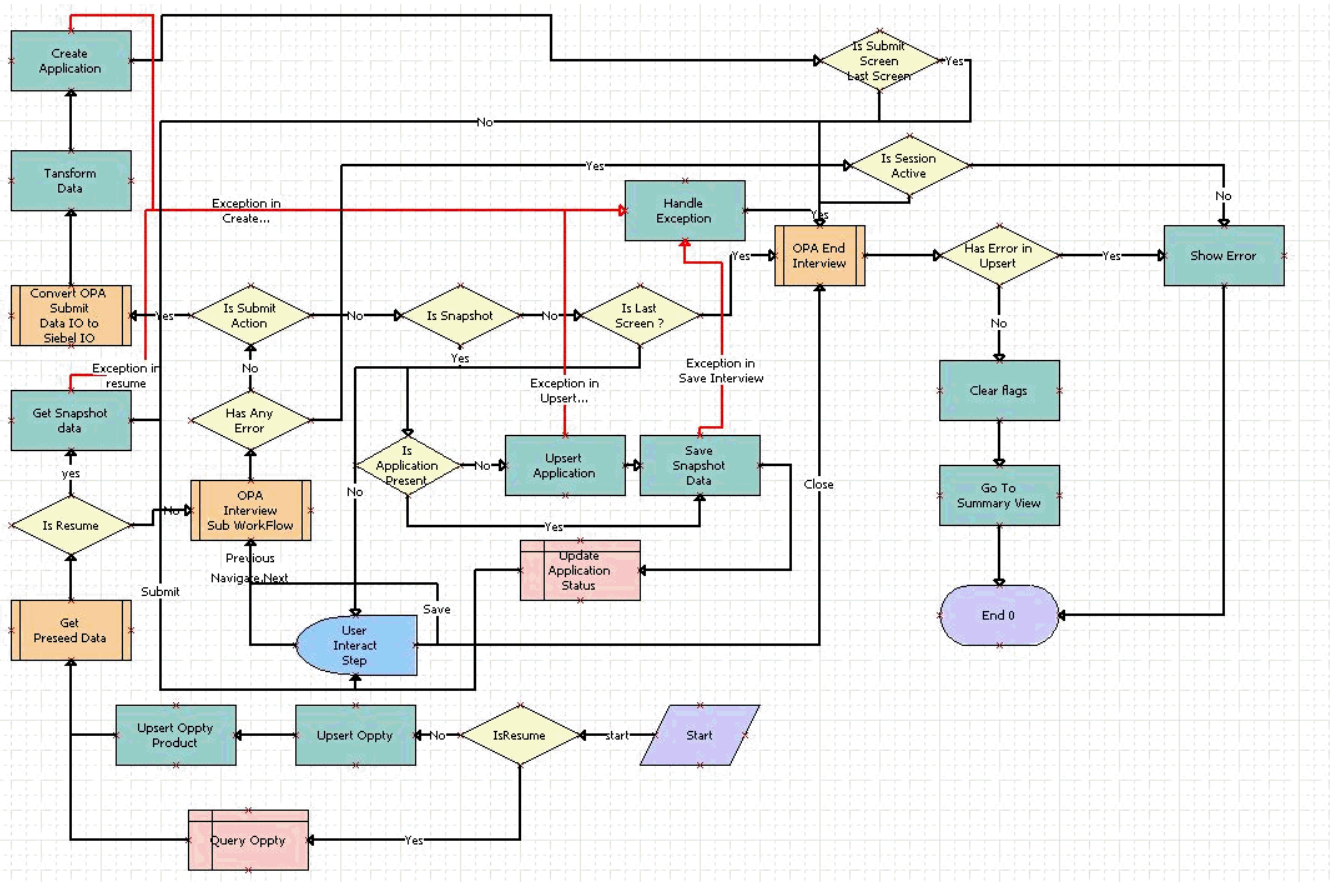 Create
Application
Is Submit
Screen
Last Screen
Yes
No
Tansform
Data
Yes
Is Session
Active
Exception in
Create...
Handle
Exception
Yes
No
OPA End
Interview
Has Error in
Upsert
Yes
Show Error
Yes
Convert OPA
Submit
Data IO to
Siebel IO
Yes
Is Submit
Action
No
Is Snapshot
No
Is Last
Screen ?
No
Yes
Exception in
resume
No
Exception in
Upsert...
Exception in
Save Interview
Clear flags
Get Snapshot
data
Has Any
Error
yes
Is
Application
Present
No
Upsert
Application
Save
Snapshot
Data
No
Close
Go To
Summary View
Is Resume
No
OPA
Interview
Sub WorkFlow
Yes
Previous
Navigate.Next
Update
Application
Status
Submit
Save
Get
Preseed Data
User
Interact
Step
End 0
Upsert Oppty
Product
Upsert Oppty
No
IsResume
start
Start
Query Oppty
Yes